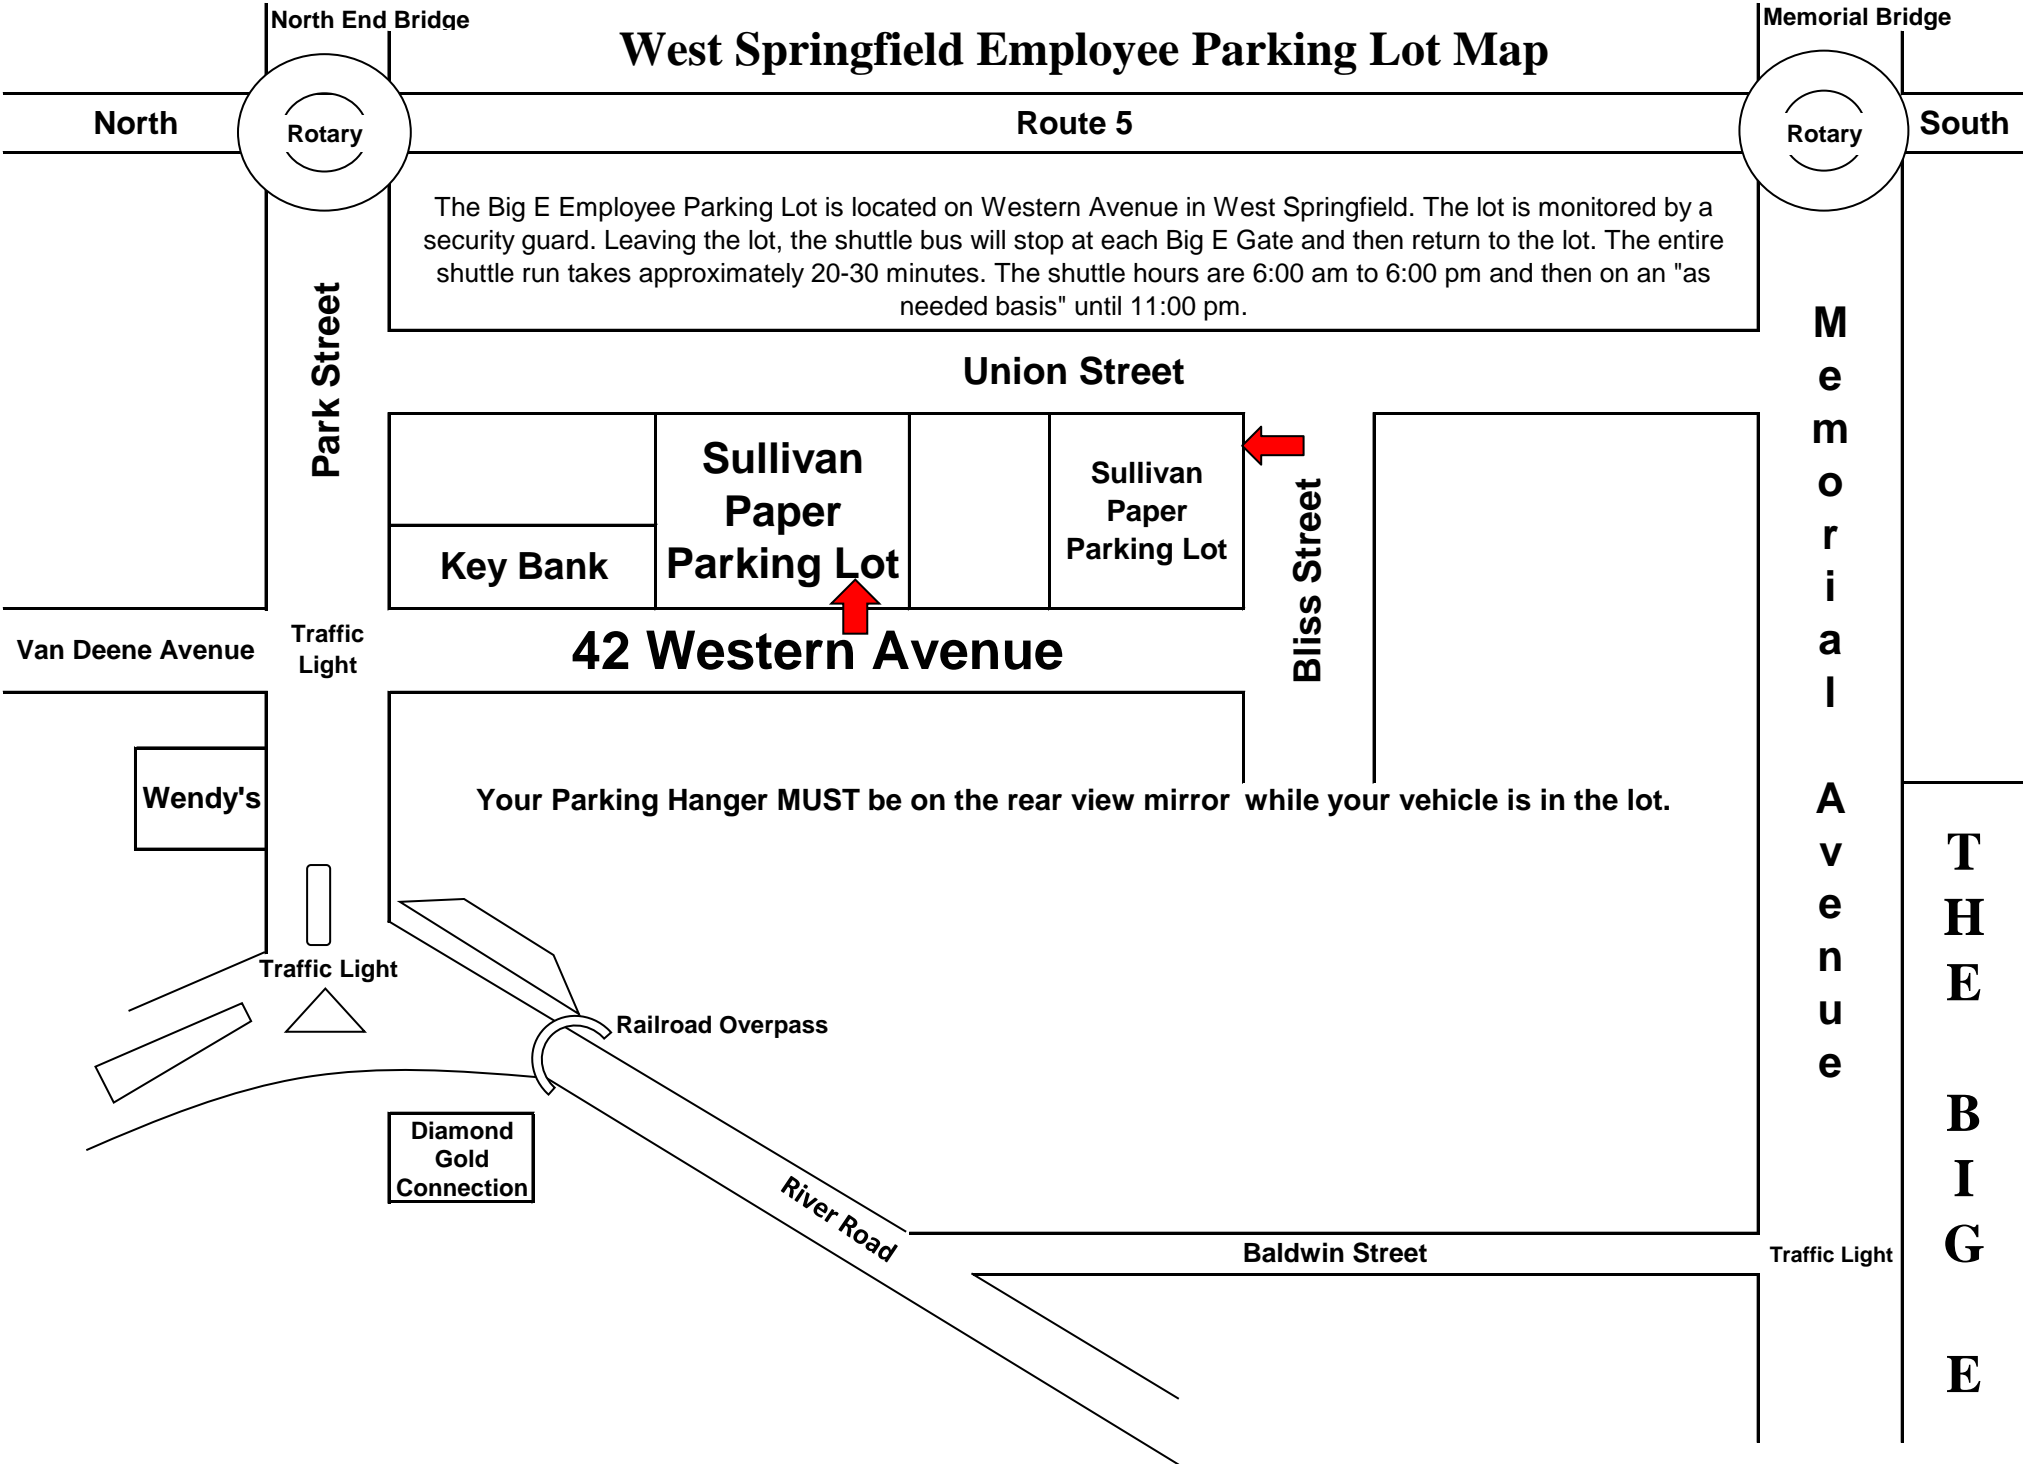 North End Bridge
Memorial Bridge
West Springfield Employee Parking Lot Map
North
Rotary
Route 5
Rotary
South
The Big E Employee Parking Lot is located on Western Avenue in West Springfield. The lot is monitored by a
security guard. Leaving the lot, the shuttle bus will stop at each Big E Gate and then return to the lot. The entire
shuttle run takes approximately 20-30 minutes. The shuttle hours are 6:00 am to 6:00 pm and then on an "as
needed basis" until 11:00 pm.
Park Street
Union Street
Memorial Avenue
Sullivan
Paper
Parking Lot
Sullivan
Paper
Parking Lot
Key Bank
Bliss Street
Van Deene Avenue
Traffic
Light
42 Western Avenue
Wendy's
Your Parking Hanger MUST be on the rear view mirror while your vehicle is in the lot.
THE BIG E
Traffic Light
Railroad Overpass
Diamond
Gold
Connection
River Road
Baldwin Street
Traffic Light